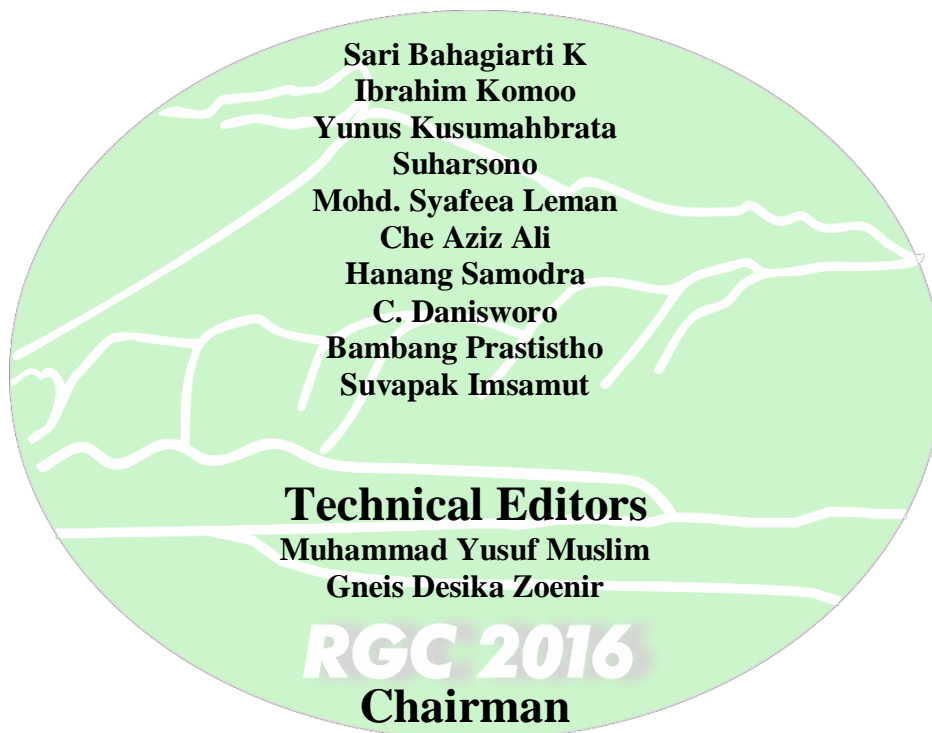 Sari Bahagiarti K
Ibrahim Komoo
Yunus Kusumahbrata
Suharsono
Mohd. Syafeea Leman
Che Aziz Ali
Hanang Samodra
C. Danisworo
Bambang Prastistho
Suvapak Imsamut
Technical Editors
Muhammad Yusuf Muslim
Gneis Desika Zoenir
RGC 2016
Chairman